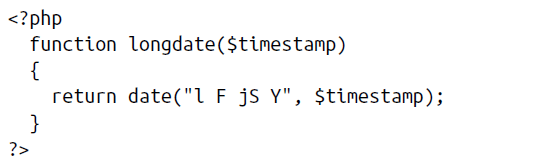 <?php
  function longdate($timestamp)
  {
    return date("l F jS Y", $timestamp);
  }
?>